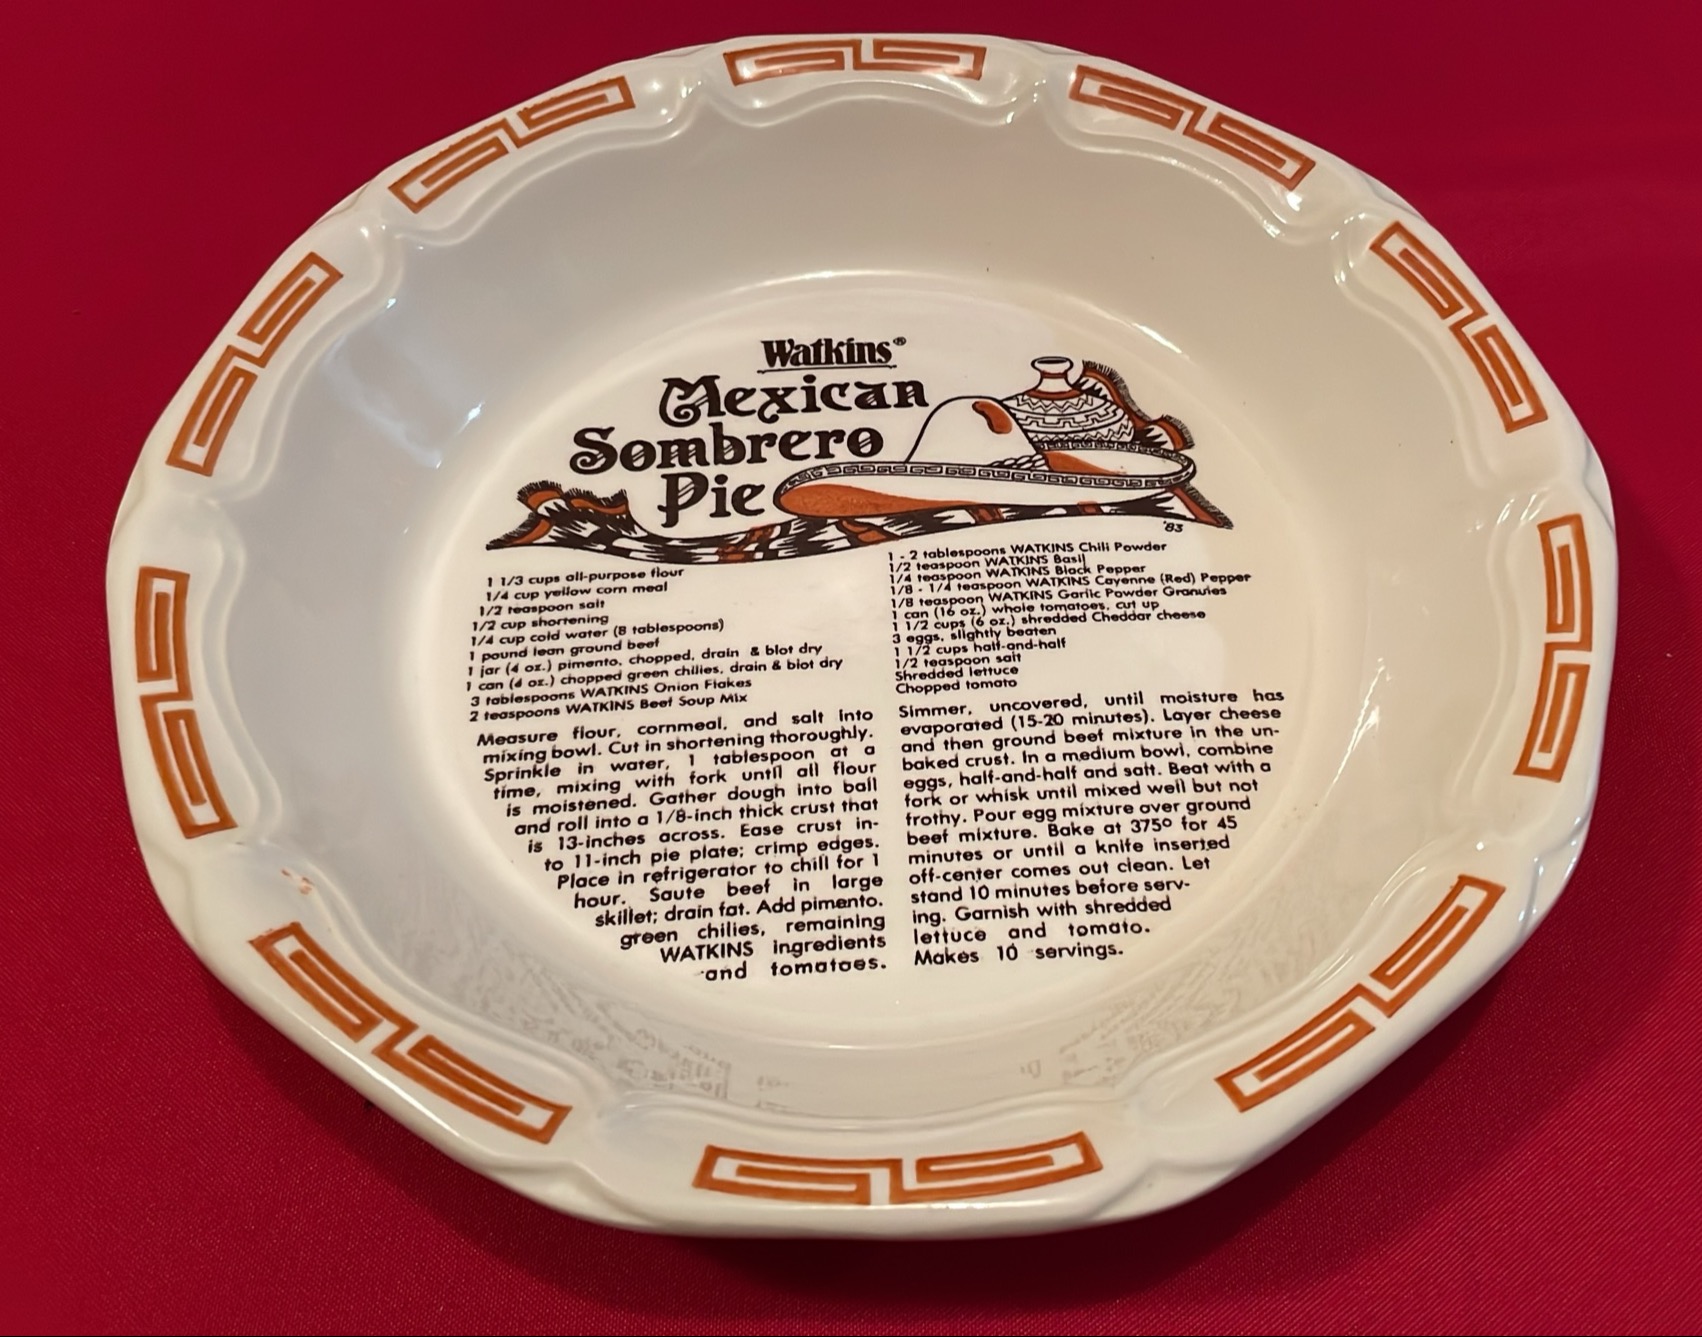 Watkins®
Mexican
Sombrero
Pie
'83
1 1/3 cups all-purpose flour
1/4 cup yellow corn meal
1/2 teaspoon salt
1/2 cup shortening
1/4 cup cold water (8 tablespoons)
1 pound lean ground beef
1 jar (4 oz.) pimento, chopped, drain & blot dry
1 can (4 oz.) chopped green chilies, drain & blot dry
3 tablespoons WATKINS Onion Flakes
2 teaspoons WATKINS Beef Soup Mix
1 - 2 tablespoons WATKINS Chili Powder
1/2 teaspoon WATKINS Basil
1/4 teaspoon WATKINS Black Pepper
1/8 - 1/4 teaspoon WATKINS Cayenne (Red) Pepper
1/8 teaspoon WATKINS Garlic Powder Granules
1 can (16 oz.) whole tomatoes, cut up
1 1/2 cups (6 oz.) shredded Cheddar cheese
3 eggs, slightly beaten
1 1/2 cups half-and-half
1/2 teaspoon salt
Shredded lettuce
Chopped tomato
Measure flour, cornmeal, and salt into
mixing bowl. Cut in shortening thoroughly.
Sprinkle in water, 1 tablespoon at a
time, mixing with fork until all flour
is moistened. Gather dough into ball
and roll into a 1/8-inch thick crust that
is 13-inches across. Ease crust in-
to 11-inch pie plate; crimp edges.
Place in refrigerator to chill for 1
hour. Saute beef in large
skillet; drain fat. Add pimento.
green chilies, remaining
WATKINS ingredients
and tomatoes.
Simmer, uncovered, until moisture has
evaporated (15-20 minutes). Layer cheese
and then ground beef mixture in the un-
baked crust. In a medium bowl, combine
eggs, half-and-half and salt. Beat with a
fork or whisk until mixed well but not
frothy. Pour egg mixture over ground
beef mixture. Bake at 375° for 45
minutes or until a knife inserted
off-center comes out clean. Let
stand 10 minutes before serv-
ing. Garnish with shredded
lettuce and tomato.
Makes 10 servings.